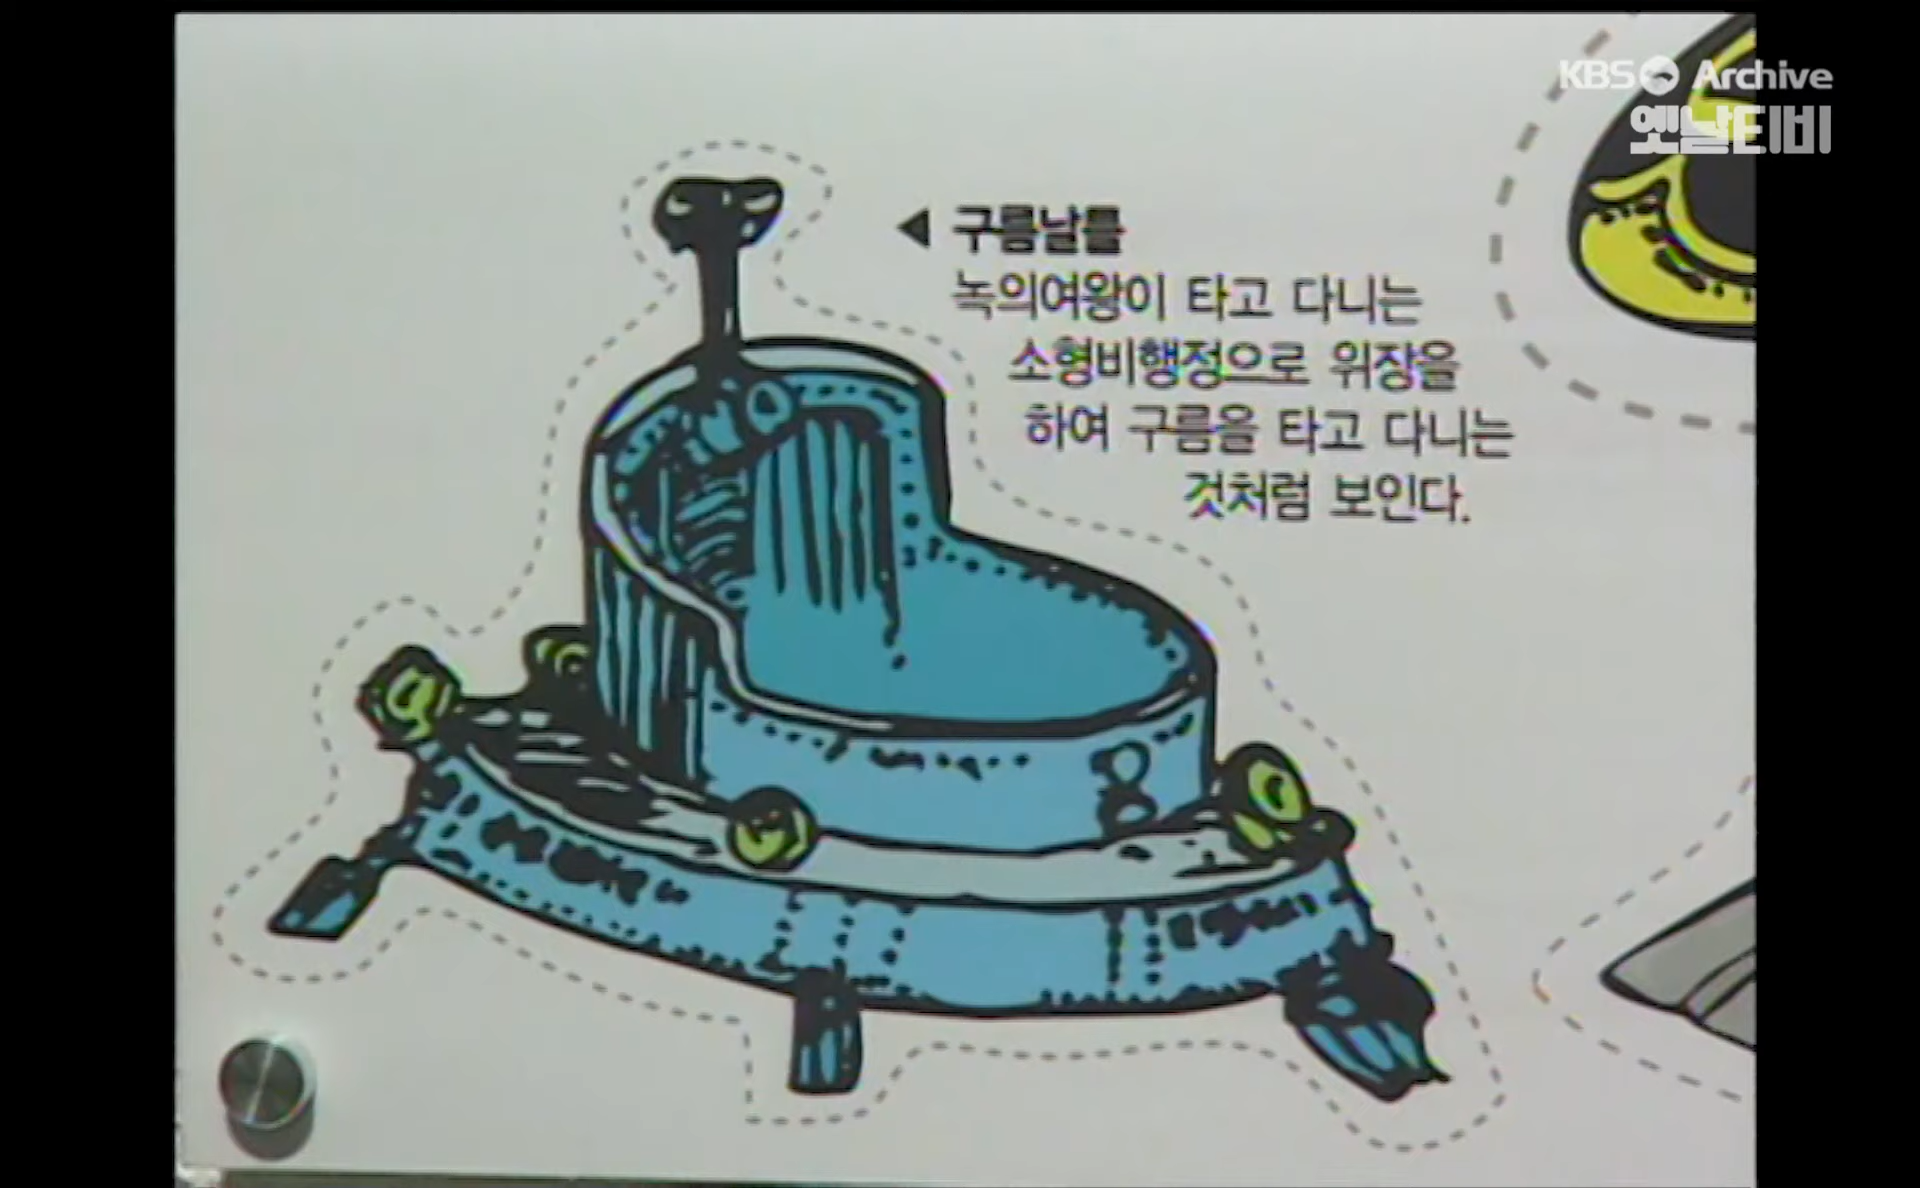 KBS Archive
옛날티비
◀ 구름날틀
녹의여왕이 타고 다니는
소형비행정으로 위장을
하여 구름을 타고 다니는
것처럼 보인다.